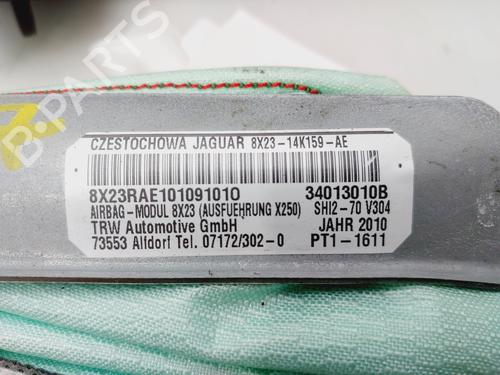 CZESTOCHOWA JAGUAR 8X23-14K159-AE
8X23RAE101091010 34013010B
AIRBAG-MODUL 8X23 (AUSFUEHRUNG X250) SHI2-70 V304
TRW Automotive GmbH JAHR 2010
73553 Alfdorf Tel. 07172/302-0 PT1-1611
B-PARTS